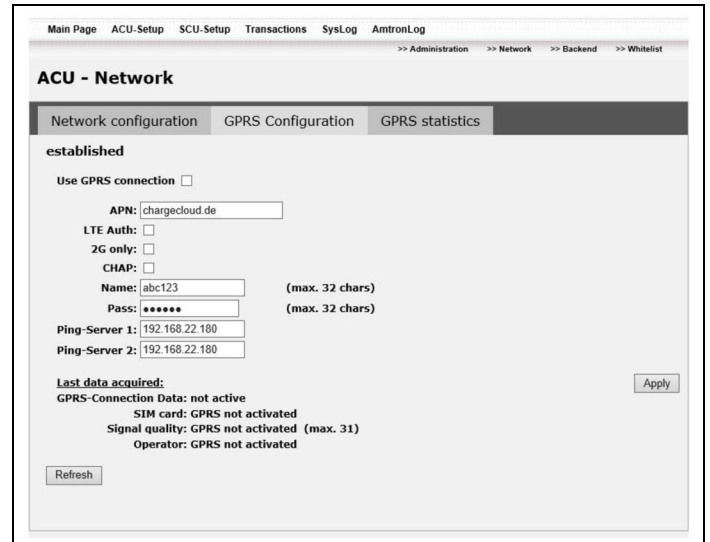 Main Page ACU-Setup SCU-Setup Transactions SysLog AmtronLog
>> Administration >> Network >> Backend >> Whitelist
ACU - Network
Network configuration GPRS Configuration GPRS statistics
established
Use GPRS connection
APN: chargecloud.de
LTE Auth:
2G only:
CHAP:
Name: abc123 (max. 32 chars)
Pass: ●●●●●● (max. 32 chars)
Ping-Server 1: 192.168.22.180
Ping-Server 2: 192.168.22.180
Last data acquired:
Apply
GPRS-Connection Data: not active
SIM card: GPRS not activated
Signal quality: GPRS not activated (max. 31)
Operator: GPRS not activated
Refresh